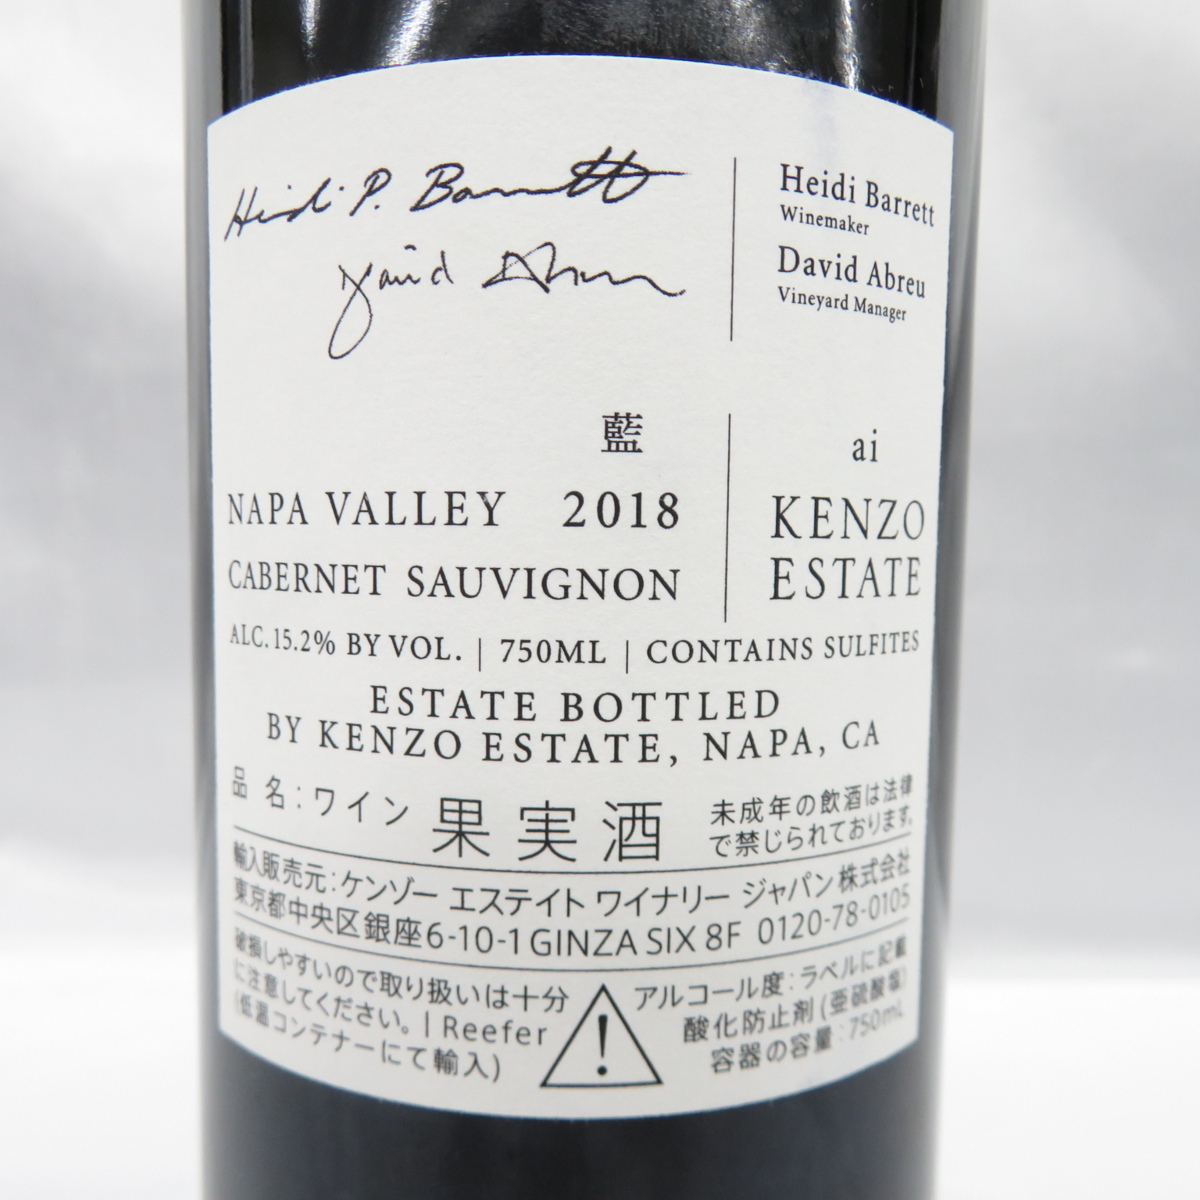 Heidi P. Barrett
David Abreu
Heidi Barrett
Winemaker
David Abreu
Vineyard Manager
藍
NAPA VALLEY 2018
CABERNET SAUVIGNON
ai
KENZO
ESTATE
ALC. 15.2% BY VOL. | 750ML | CONTAINS SULFITES
ESTATE BOTTLED
BY KENZO ESTATE, NAPA, CA
品 名:ワイン 果実酒
未成年の飲酒は法律
で禁じられております。
輸入販売元:ケンゾー エステイト ワイナリー ジャパン株式会社
東京都中央区銀座6-10-1 GINZA SIX 8F 0120-78-0105
破損しやすいので取り扱いは十分
に注意してください。| Reefer
(低温コンテナーにて輸入)
アルコール度:ラベルに記載
酸化防止剤(亜硫酸塩)
容器の容量:750mL